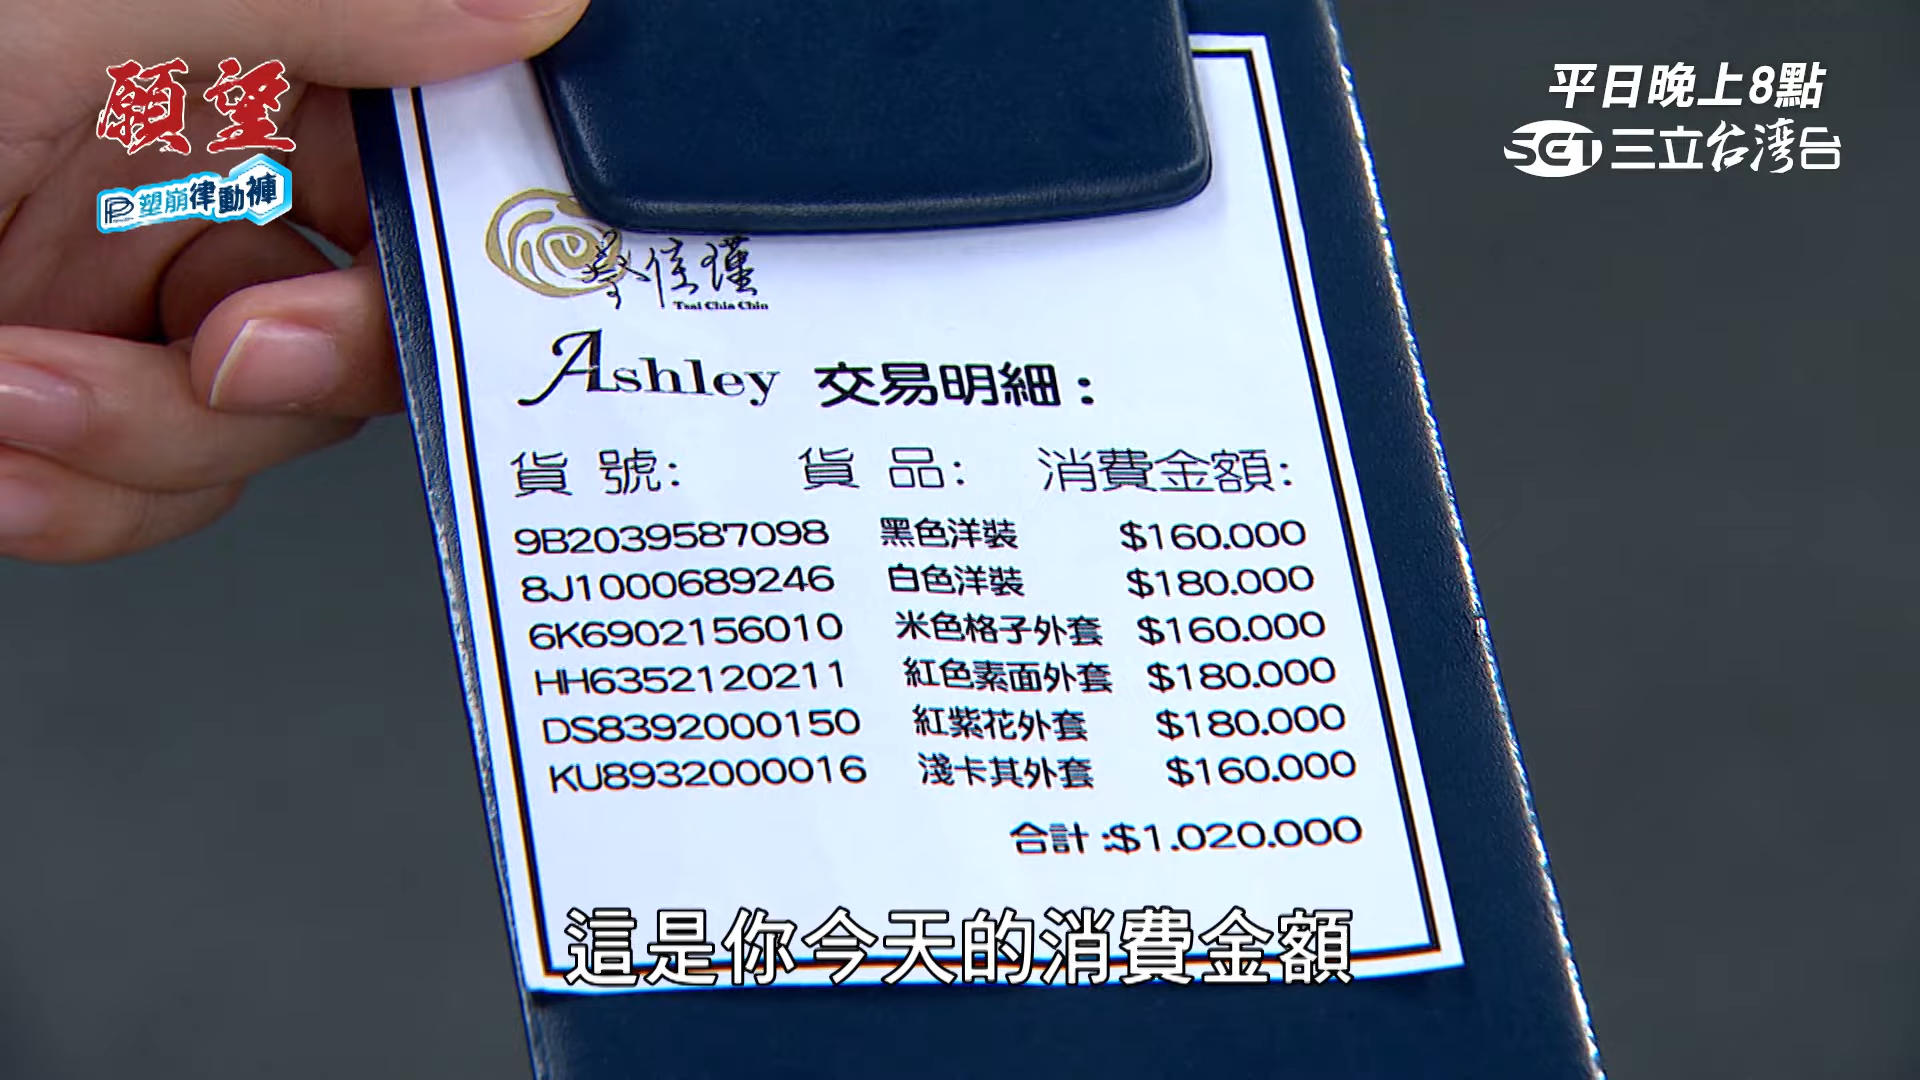 願望
塑崩律動褲
平日晚上8點
SET三立台灣台
蔡佳瑾
Tsai Chia Chin
Ashley 交易明細:
貨 號: 貨 品: 消費金額:
9B2039587098 黑色洋裝 $160.000
8J1000689246 白色洋裝 $180.000
6K6902156010 米色格子外套 $160.000
HH6352120211 紅色素面外套 $180.000
DS8392000150 紅紫花外套 $180.000
KU8932000016 淺卡其外套 $160.000
合計:$1.020.000
這是你今天的消費金額